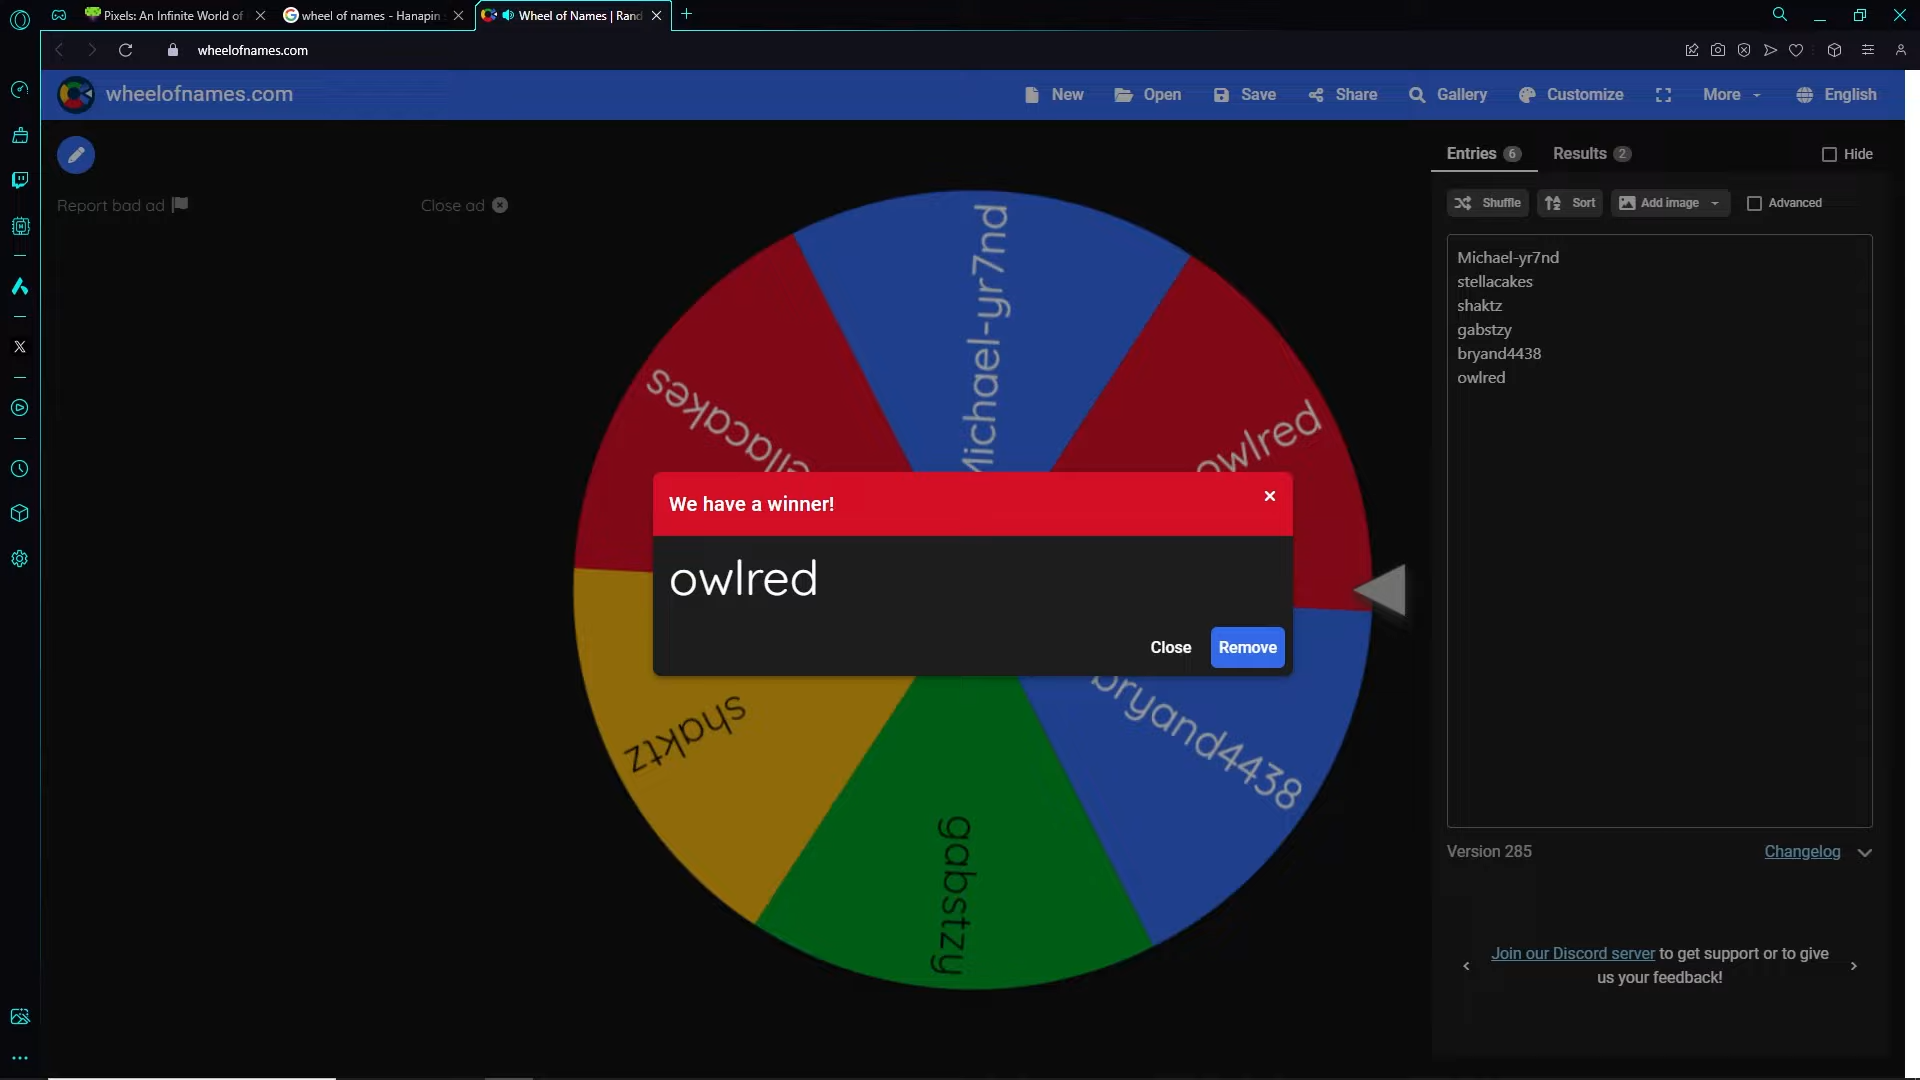 Pixels: An Infinite World of
wheel of names - Hanapin
Wheel of Names | Rand
wheelofnames.com
wheelofnames.com
New
Open
Save
Share
Gallery
Customize
More
English
Entries 6
Results 2
Hide
Report bad ad
Close ad
Shuffle
Sort
Add image
Advanced
Michael-yr7nd
stellacakes
shaktz
gabstzy
bryand4438
owlred
Michael-yr7nd
owlred
ellacakes
We have a winner!
owlred
Close
Remove
bryand4438
shaktz
gabstzy
Version 285
Changelog
Join our Discord server to get support or to give
us your feedback!